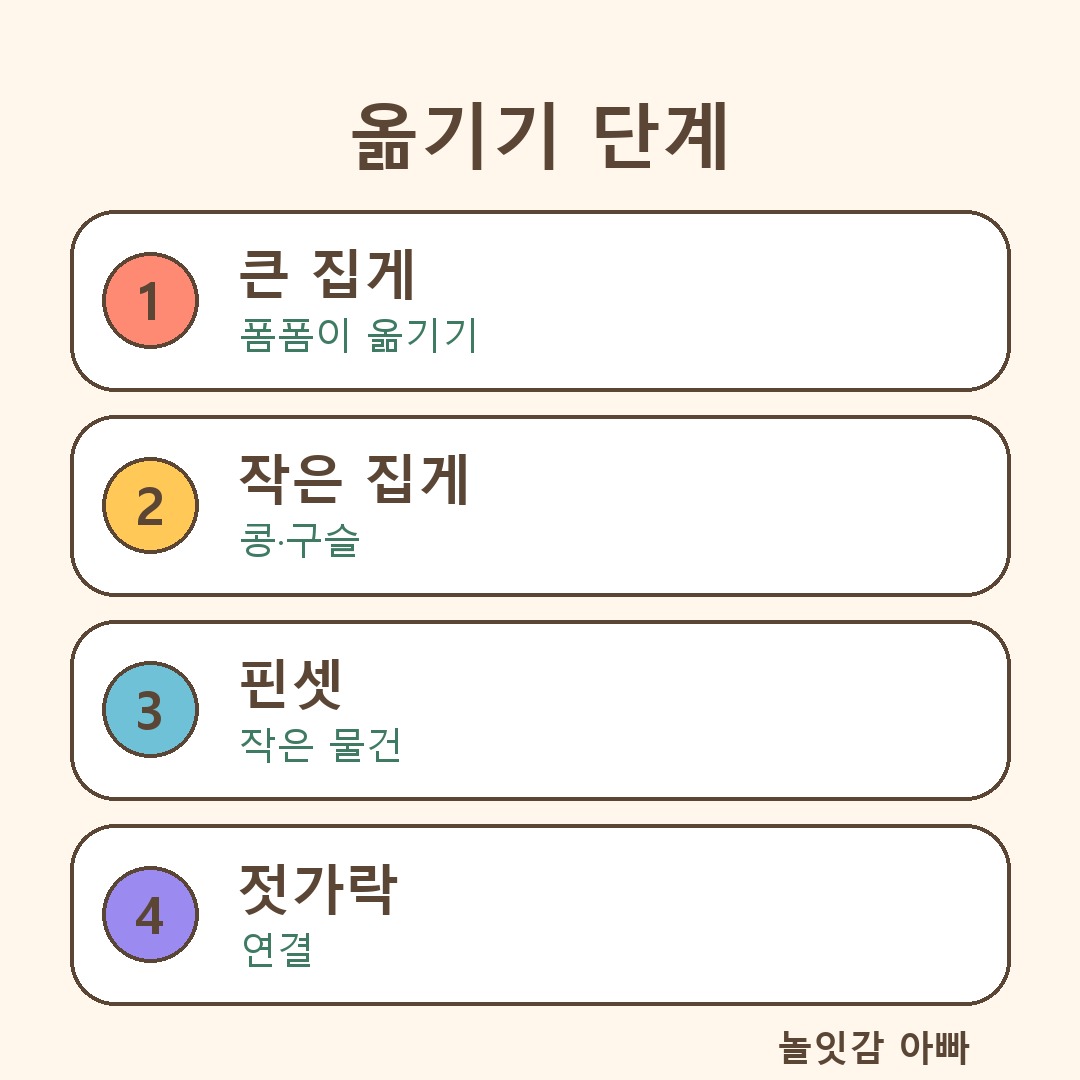 옮기기 단계
1
큰 집게
폼폼이 옮기기
2
작은 집게
콩·구슬
3
핀셋
작은 물건
4
젓가락
연결
놀잇감 아빠